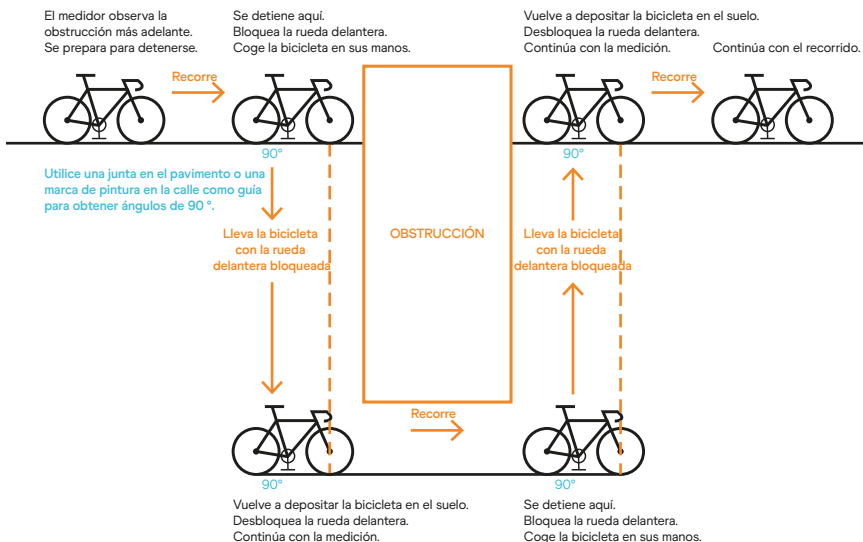 El medidor observa la
obstrucción más adelante.
Se prepara para detenerse.
Se detiene aquí.
Bloquea la rueda delantera.
Coge la bicicleta en sus manos.
Vuelve a depositar la bicicleta en el suelo.
Desbloquea la rueda delantera.
Continúa con la medición.
Continúa con el recorrido.
Recorre
Recorre
90°
90°
Utilice una junta en el pavimento o una
marca de pintura en la calle como guía
para obtener ángulos de 90 °.
Lleva la bicicleta
con la rueda
delantera bloqueada
OBSTRUCCIÓN
Lleva la bicicleta
con la rueda
delantera bloqueada
Recorre
90°
90°
Vuelve a depositar la bicicleta en el suelo.
Desbloquea la rueda delantera.
Continúa con la medición.
Se detiene aquí.
Bloquea la rueda delantera.
Coge la bicicleta en sus manos.